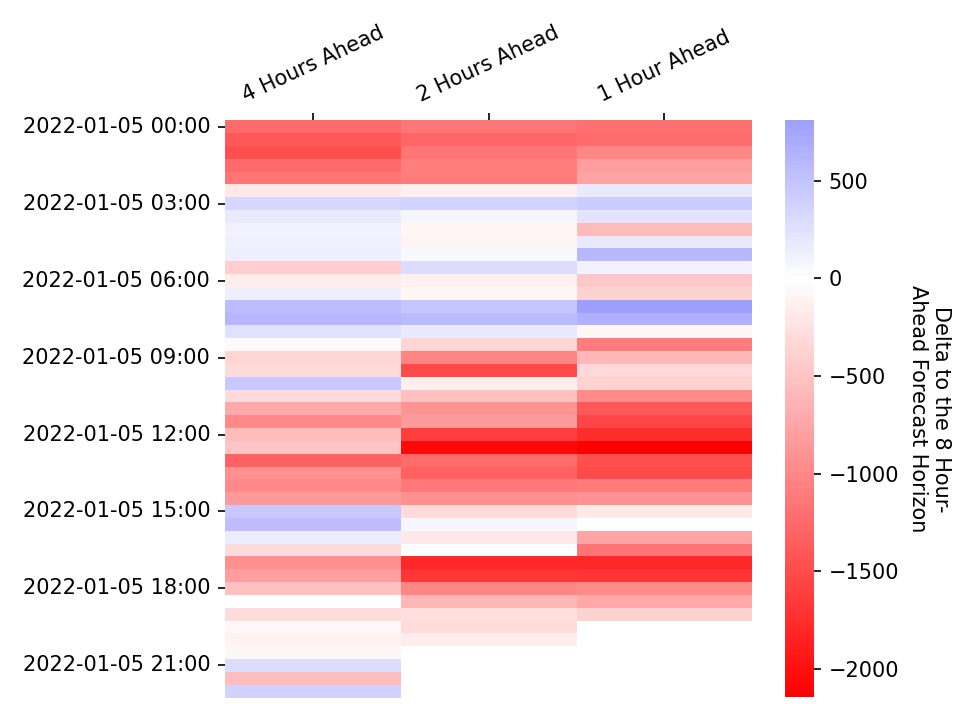 4 Hours Ahead
2 Hours Ahead
1 Hour Ahead
2022-01-05 00:00
2022-01-05 03:00
2022-01-05 06:00
2022-01-05 09:00
2022-01-05 12:00
2022-01-05 15:00
2022-01-05 18:00
2022-01-05 21:00
500
0
−500
−1000
−1500
−2000
Delta to the 8 Hour-
Ahead Forecast Horizon